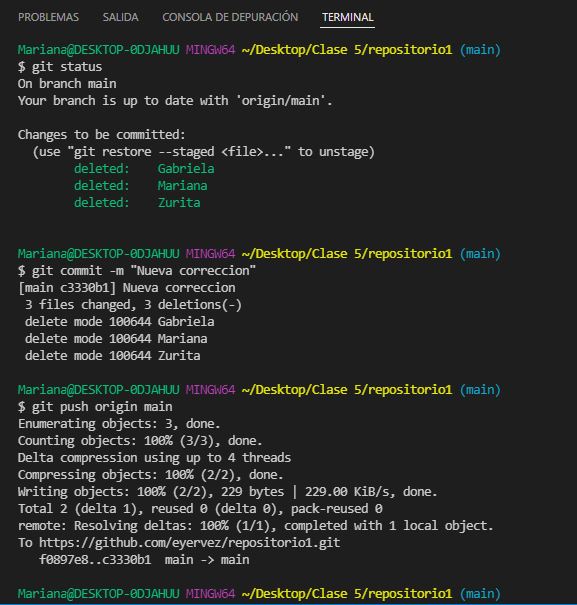 PROBLEMAS SALIDA CONSOLA DE DEPURACIÓN TERMINAL
Mariana@DESKTOP-0DJAHUU MINGW64 ~/Desktop/Clase 5/repositorio1 (main)
$ git status
On branch main
Your branch is up to date with 'origin/main'.
Changes to be committed:
(use "git restore --staged <file>..." to unstage)
deleted: Gabriela
deleted: Mariana
deleted: Zurita
Mariana@DESKTOP-0DJAHUU MINGW64 ~/Desktop/Clase 5/repositorio1 (main)
$ git commit -m "Nueva correccion"
[main c3330b1] Nueva correccion
3 files changed, 3 deletions(-)
delete mode 100644 Gabriela
delete mode 100644 Mariana
delete mode 100644 Zurita
Mariana@DESKTOP-0DJAHUU MINGW64 ~/Desktop/Clase 5/repositorio1 (main)
$ git push origin main
Enumerating objects: 3, done.
Counting objects: 100% (3/3), done.
Delta compression using up to 4 threads
Compressing objects: 100% (2/2), done.
Writing objects: 100% (2/2), 229 bytes | 229.00 KiB/s, done.
Total 2 (delta 1), reused 0 (delta 0), pack-reused 0
remote: Resolving deltas: 100% (1/1), completed with 1 local object.
To https://github.com/eyervez/repositorio1.git
f0897e8..c3330b1 main -> main
Mariana@DESKTOP-0DJAHUU MINGW64 ~/Desktop/Clase 5/repositorio1 (main)